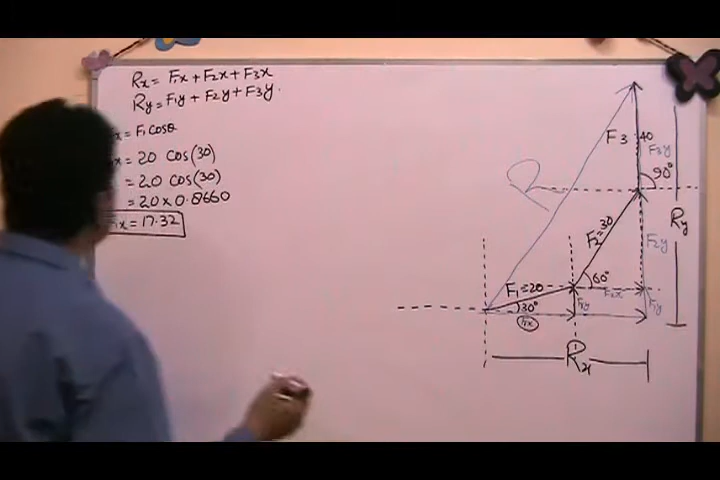 Rx = F1x + F2x + F3x
Ry = F1y + F2y + F3y.
x = F1 cosθ
x = 20 cos(30)
= 20 cos(30)
= 20 x 0.8660
F1x = 17.32
F3 40
F3y
90°
R
F2=30
F2y
Ry
60°
F1=20
F2x
30°
F1y
F1y
F1x
Rx